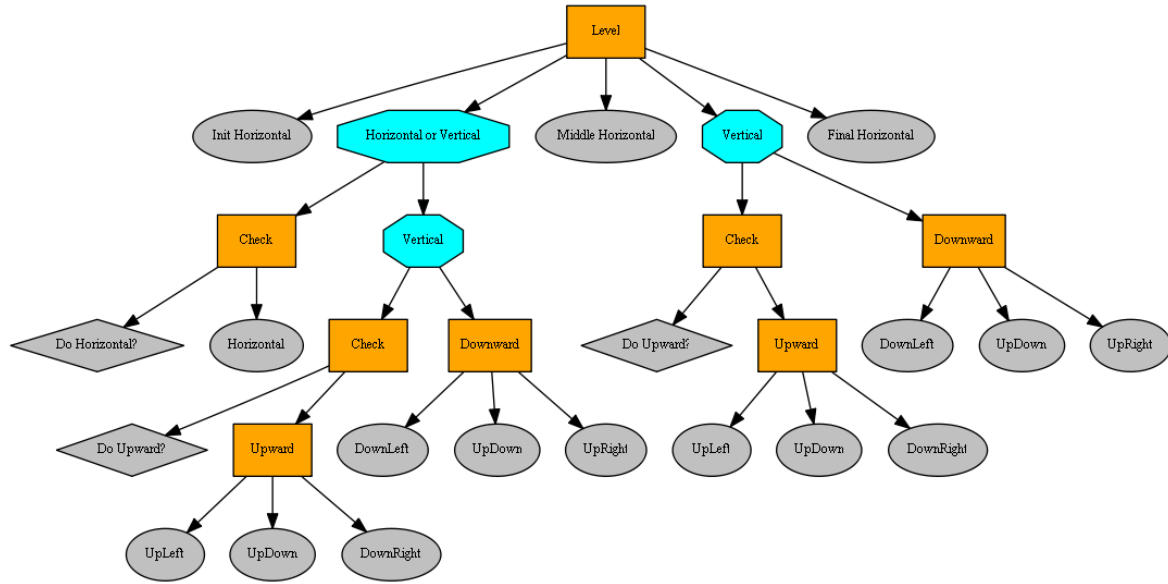 Level
Init Horizontal
Horizontal or Vertical
Middle Horizontal
Vertical
Final Horizontal
Check
Vertical
Check
Downward
Do Horizontal?
Horizontal
Check
Downward
Do Upward?
Upward
DownLeft
UpDown
UpRight
Do Upward?
Upward
DownLeft
UpDown
UpRight
UpLeft
UpDown
DownRight
UpLeft
UpDown
DownRight